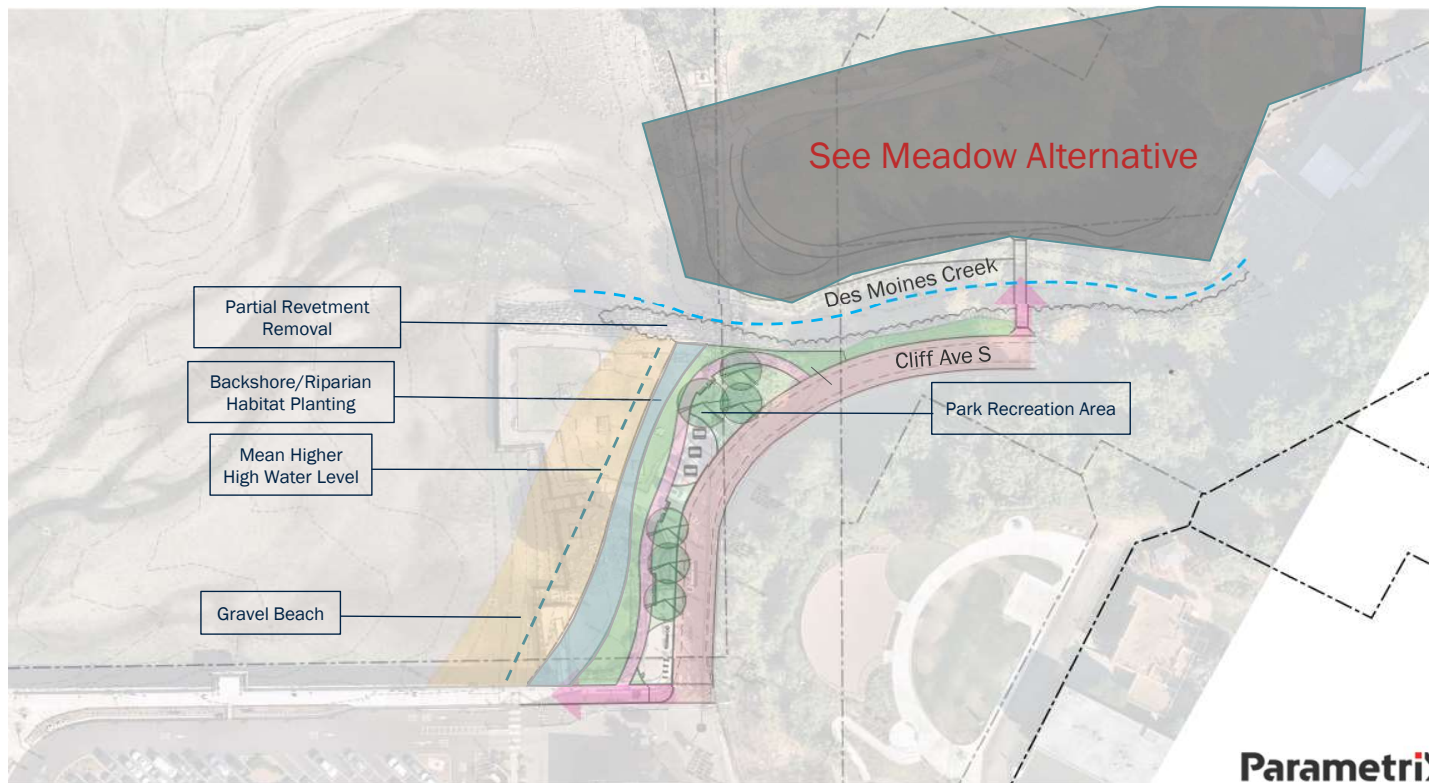 See Meadow Alternative
Des Moines Creek
Partial Revetment
Removal
Cliff Ave S
Backshore/Riparian
Habitat Planting
Park Recreation Area
Mean Higher
High Water Level
Gravel Beach
Parametrix